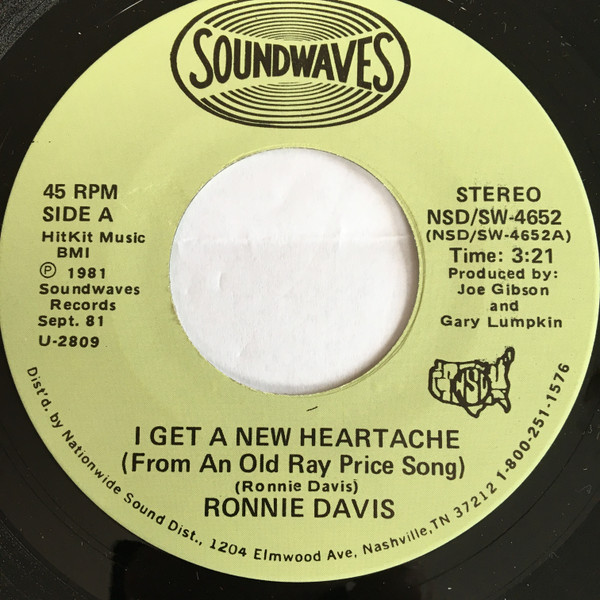 SOUNDWAVES
45 RPM
SIDE A
HitKit Music
BMI
Ⓟ 1981
Soundwaves
Records
Sept. 81
U-2809
STEREO
NSD/SW-4652
(NSD/SW-4652A)
Time: 3:21
Produced by:
Joe Gibson
and
Gary Lumpkin
NSD
I GET A NEW HEARTACHE
(From An Old Ray Price Song)
(Ronnie Davis)
RONNIE DAVIS
Dist'd. by Nationwide Sound Dist., 1204 Elmwood Ave, Nashville, TN 37212 1-800-251-1576